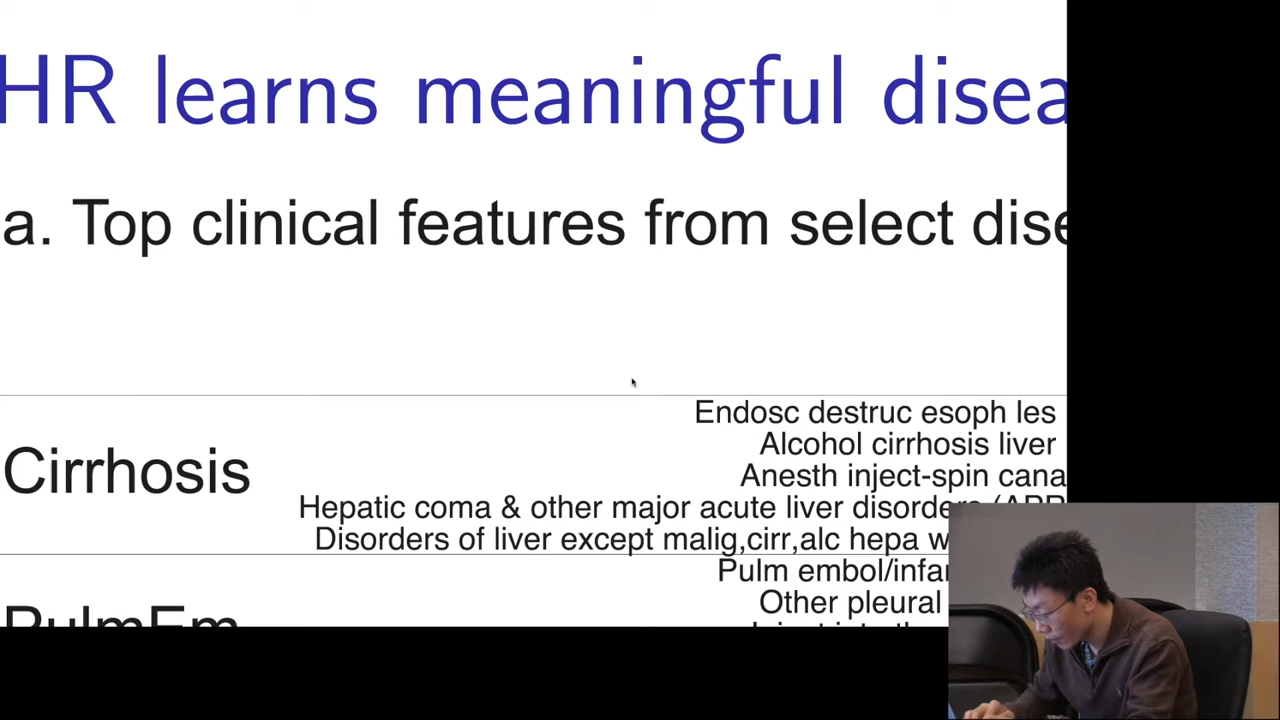 HR learns meaningful disea
a. Top clinical features from select dise
Endosc destruc esoph les
Alcohol cirrhosis liver
Cirrhosis
Anesth inject-spin cana
Hepatic coma & other major acute liver disorders (APR
Disorders of liver except malig,cirr,alc hepa w
Pulm embol/infar
Other pleural
PulmEm